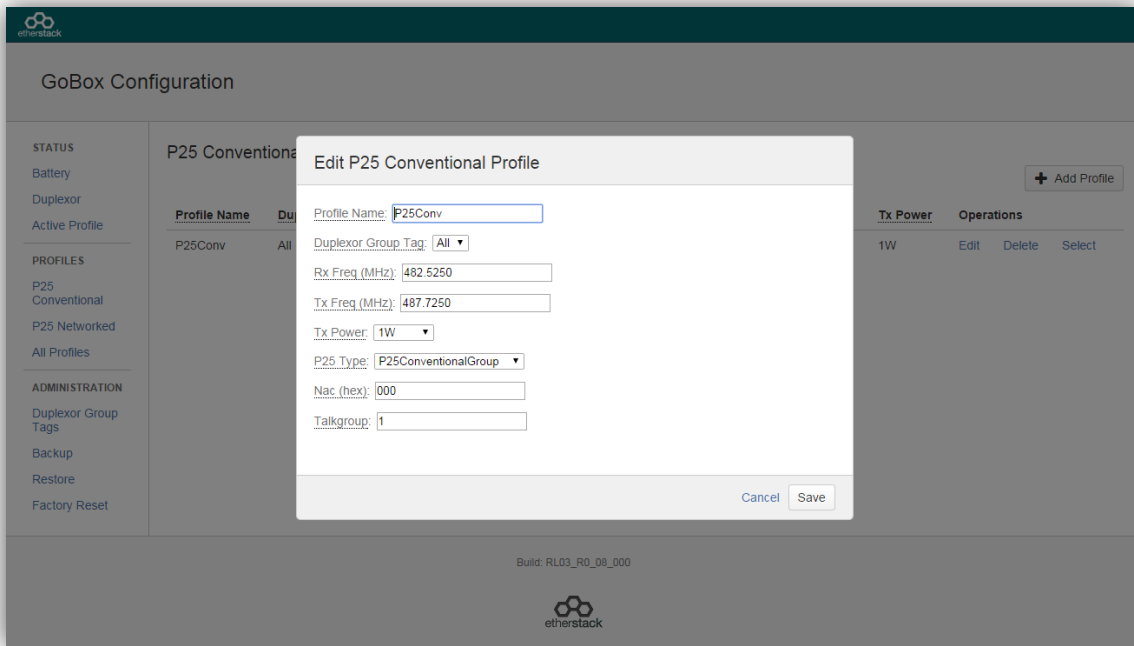 etherstack
GoBox Configuration
STATUS
Battery
Duplexor
Active Profile
PROFILES
P25
Conventional
P25 Networked
All Profiles
ADMINISTRATION
Duplexor Group
Tags
Backup
Restore
Factory Reset
P25 Conventiona
Add Profile
Profile Name Du Tx Power Operations
P25Conv All 1W Edit Delete Select
Edit P25 Conventional Profile
Profile Name: P25Conv
Duplexor Group Tag: All
Rx Freq (MHz): 482.5250
Tx Freq (MHz): 487.7250
Tx Power: 1W
P25 Type: P25ConventionalGroup
Nac (hex): 000
Talkgroup: 1
Cancel Save
Build: RL03_R0_08_000
etherstack